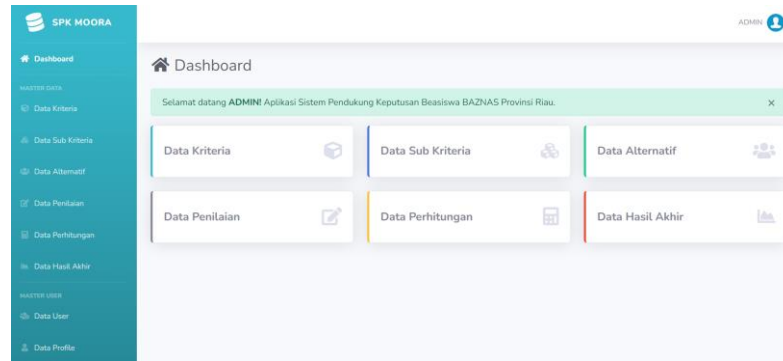 SPK MOORA
ADMIN
Dashboard
MASTER DATA
Data Kriteria
Data Sub Kriteria
Data Alternatif
Data Penilaian
Data Perhitungan
Data Hasil Akhir
MASTER USER
Data User
Data Profile
Dashboard
Selamat datang ADMIN! Aplikasi Sistem Pendukung Keputusan Beasiswa BAZNAS Provinsi Riau.
Data Kriteria
Data Sub Kriteria
Data Alternatif
Data Penilaian
Data Perhitungan
Data Hasil Akhir